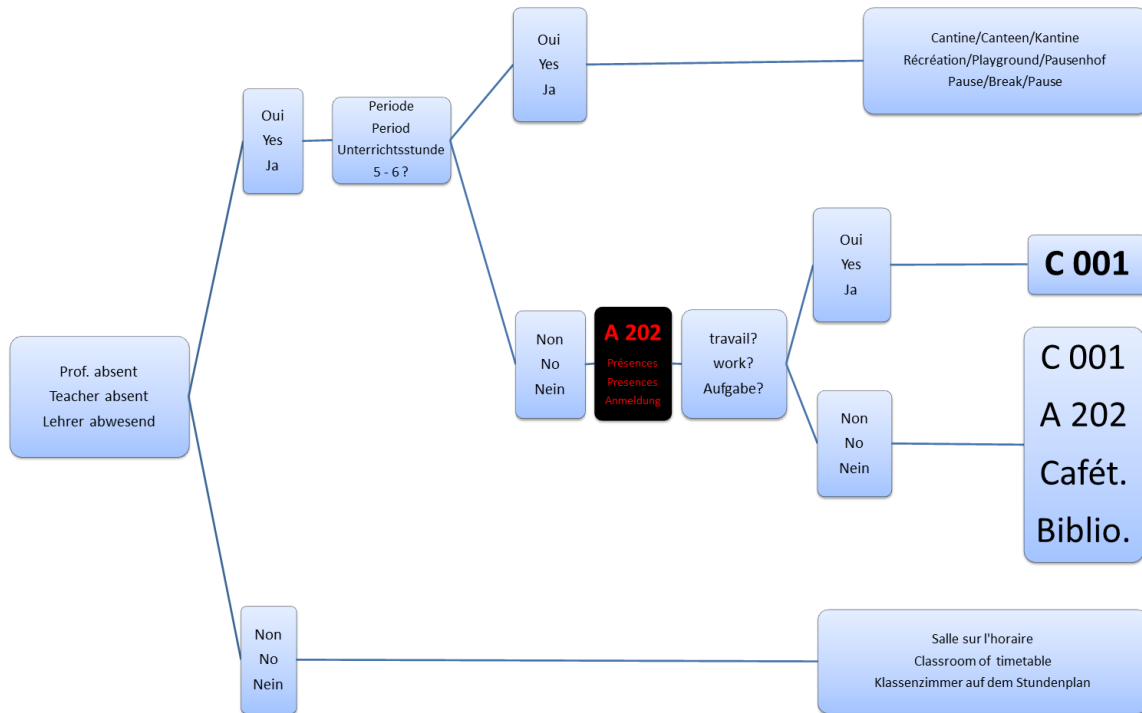 Prof. absent
Teacher absent
Lehrer abwesend
Oui
Yes
Ja
Periode
Period
Unterrichtsstunde
5 - 6 ?
Oui
Yes
Ja
Cantine/Canteen/Kantine
Récréation/Playground/Pausenhof
Pause/Break/Pause
Non
No
Nein
A 202
Présences
Presences
Anmeldung
travail?
work?
Aufgabe?
Oui
Yes
Ja
C 001
Non
No
Nein
C 001
A 202
Cafét.
Biblio.
Non
No
Nein
Salle sur l'horaire
Classroom of timetable
Klassenzimmer auf dem Stundenplan